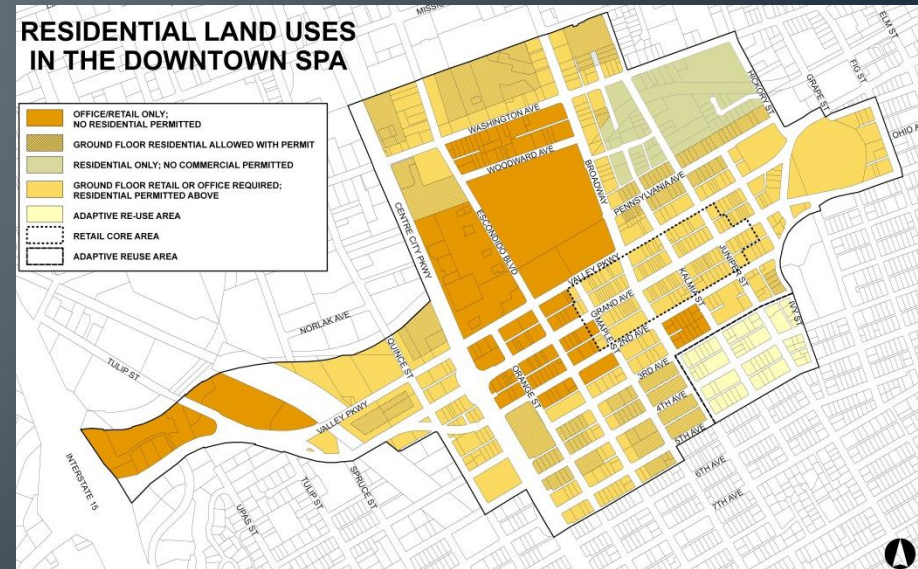 RESIDENTIAL LAND USES
IN THE DOWNTOWN SPA
OFFICE/RETAIL ONLY;
NO RESIDENTIAL PERMITTED
GROUND FLOOR RESIDENTIAL ALLOWED WITH PERMIT
RESIDENTIAL ONLY; NO COMMERCIAL PERMITTED
GROUND FLOOR RETAIL OR OFFICE REQUIRED;
RESIDENTIAL PERMITTED ABOVE
ADAPTIVE RE-USE AREA
RETAIL CORE AREA
ADAPTIVE REUSE AREA
ELM ST
FIG ST
GRAPE ST
HICKORY ST
WASHINGTON AVE
WOODWARD AVE
BROADWAY
PENNSYLVANIA AVE
CENTRE CITY PKWY
ESCONDIDO BLVD
VALLEY PKWY
GRAND AVE
JUNIPER ST
KALMIA ST
IVY ST
MAPLE ST
2ND AVE
3RD AVE
4TH AVE
5TH AVE
6TH AVE
7TH AVE
NORLAK AVE
QUINCE ST
ORANGE ST
TULIP ST
VALLEY PKWY
INTERSTATE 15
SPRUCE ST
TULIP ST
UPAS ST